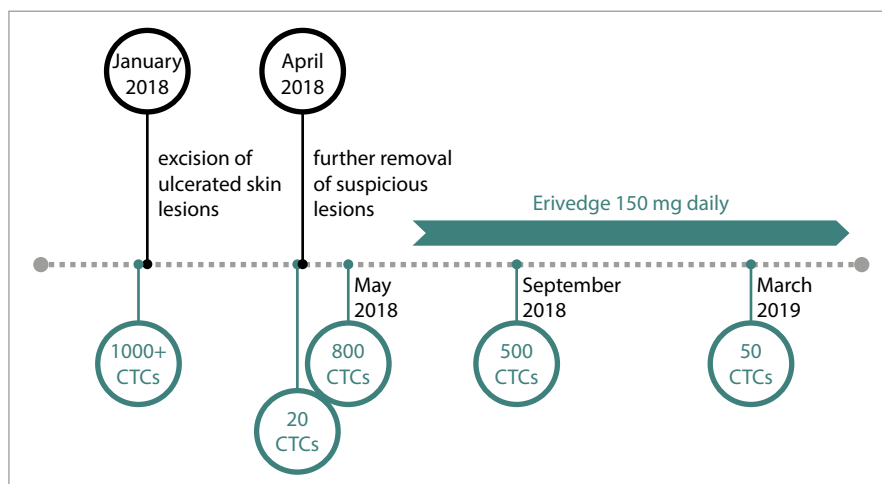 January
2018
April
2018
excision of
ulcerated skin
lesions
further removal
of suspicious
lesions
Erivedge 150 mg daily
May
2018
September
2018
March
2019
1000+
CTCs
20
CTCs
800
CTCs
500
CTCs
50
CTCs